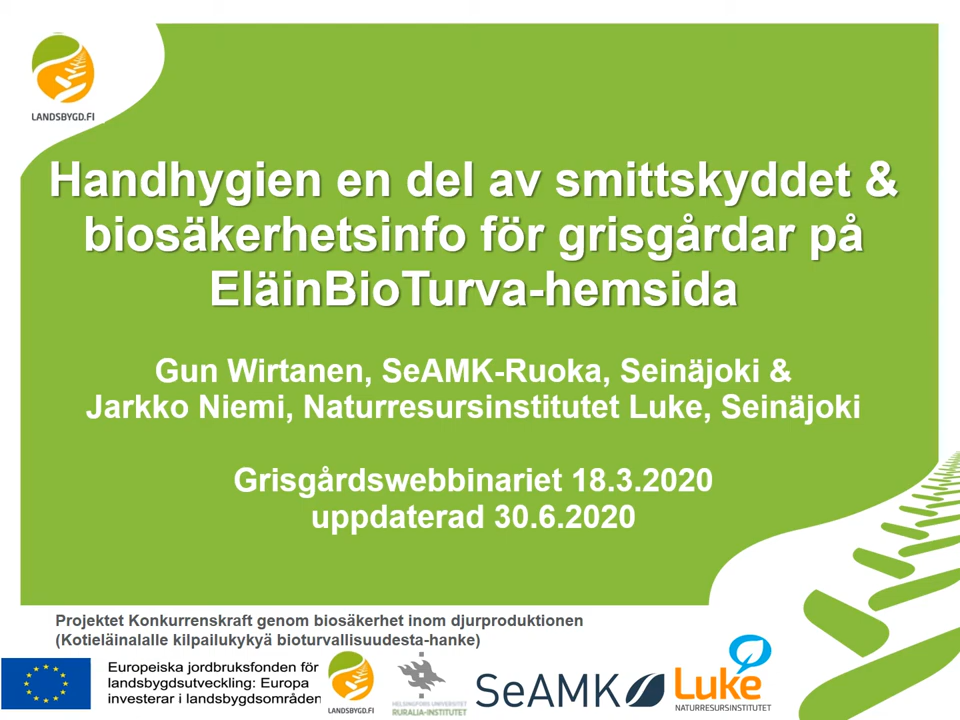 LANDSBYGD.FI
Handhygien en del av smittskyddet &
biosäkerhetsinfo för grisgårdar på
EläinBioTurva-hemsida
Gun Wirtanen, SeAMK-Ruoka, Seinäjoki &
Jarkko Niemi, Naturresursinstitutet Luke, Seinäjoki
Grisgårdswebbinariet 18.3.2020
uppdaterad 30.6.2020
Projektet Konkurrenskraft genom biosäkerhet inom djurproduktionen
(Kotieläinalalle kilpailukykyä bioturvallisuudesta-hanke)
Europeiska jordbruksfonden för
landsbygdsutveckling: Europa
investerar i landsbygdsområden
LANDSBYGD.FI
HELSINGFORS UNIVERSITET
RURALIA-INSTITUTET
SeAMK
Luke
NATURRESURSINSTITUTET